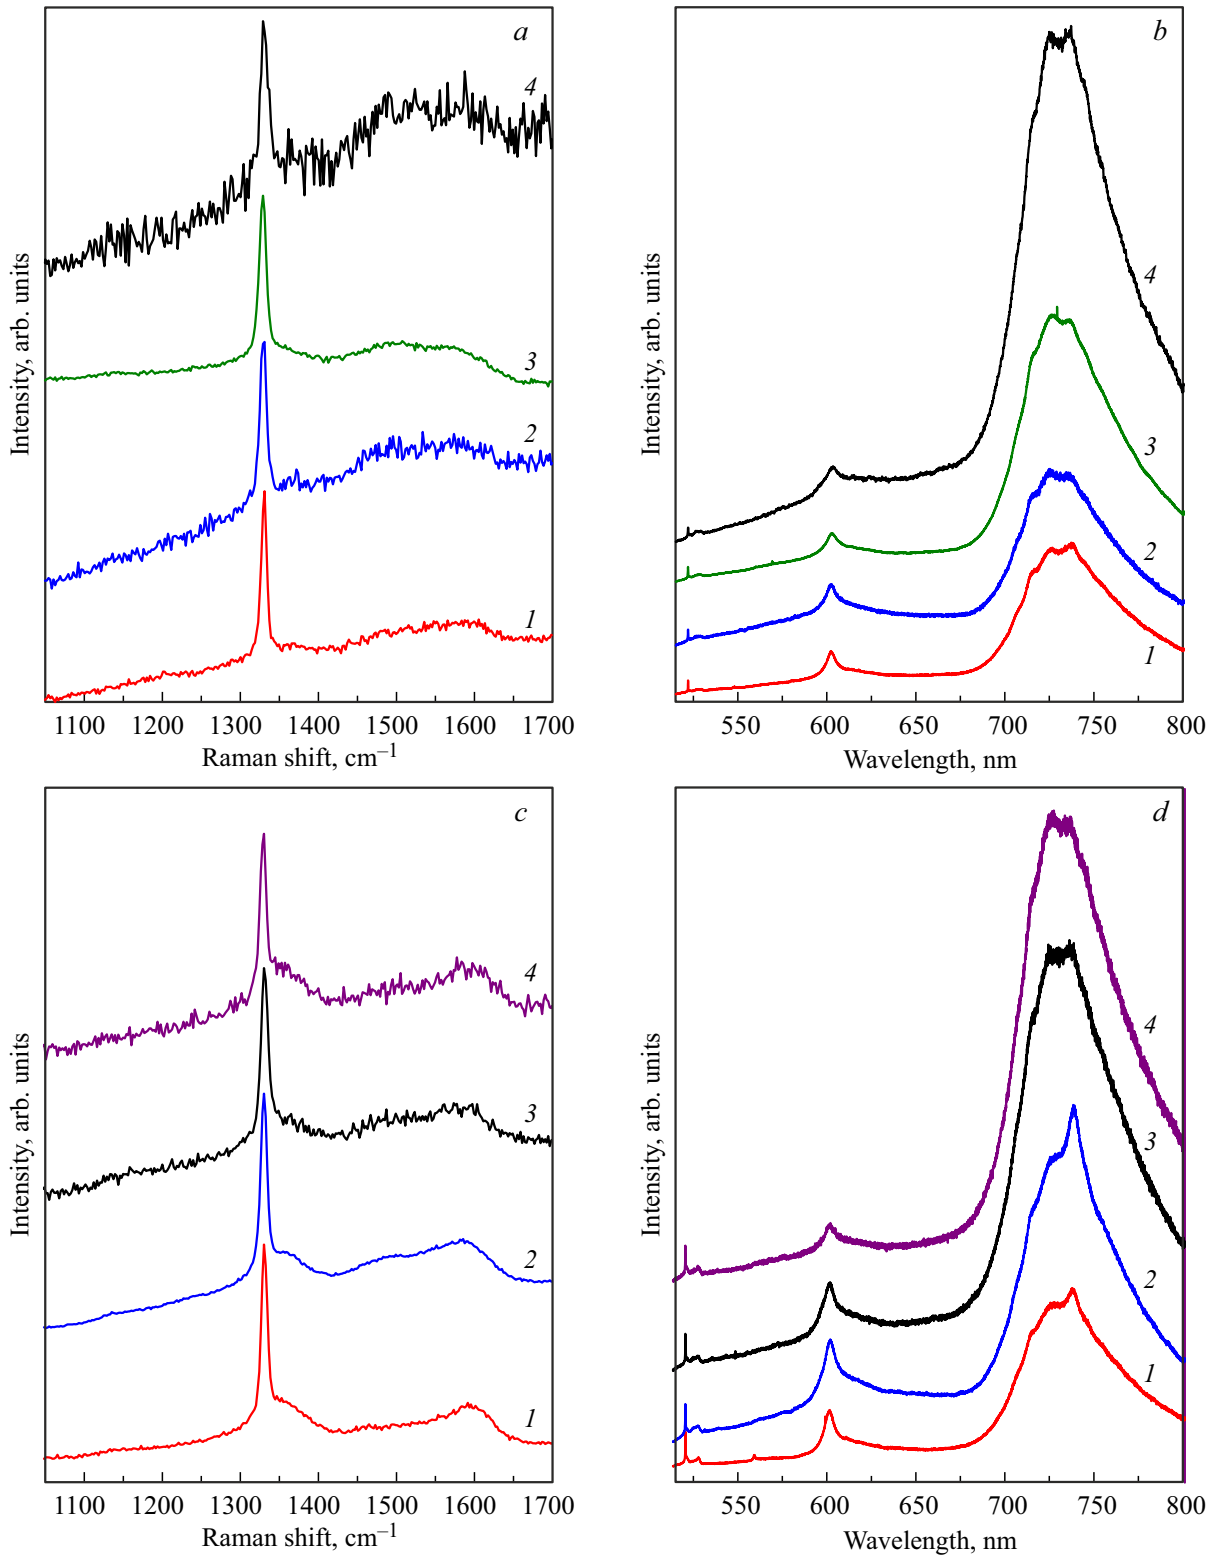 a
4
3
2
1
Intensity, arb. units
1100 1200 1300 1400 1500 1600 1700
Raman shift, cm–1
b
4
3
2
1
Intensity, arb. units
550 600 650 700 750 800
Wavelength, nm
c
4
3
2
1
Intensity, arb. units
1100 1200 1300 1400 1500 1600 1700
Raman shift, cm–1
d
4
3
2
1
Intensity, arb. units
550 600 650 700 750 800
Wavelength, nm